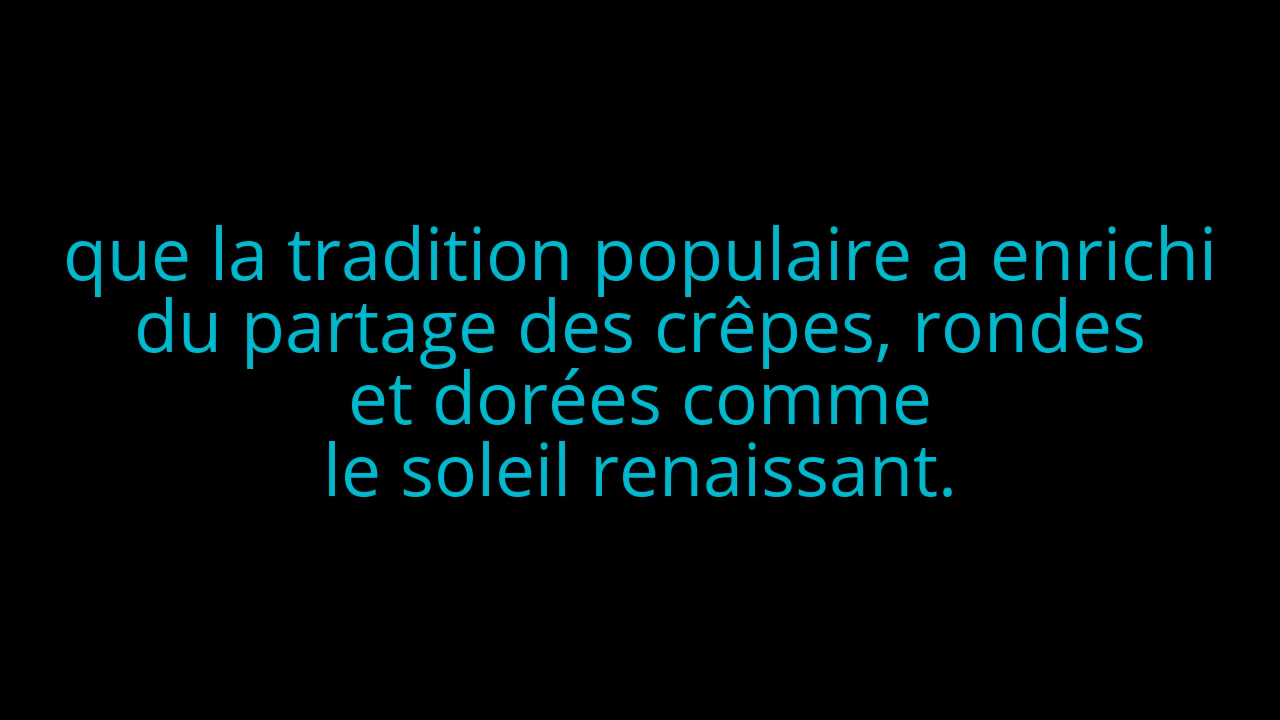 que la tradition populaire a enrichi
du partage des crêpes, rondes
et dorées comme
le soleil renaissant.